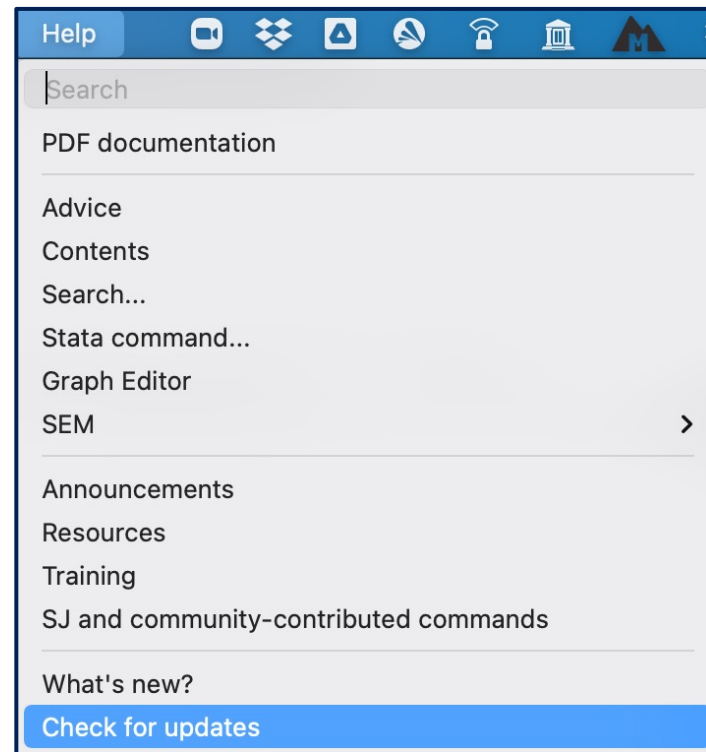 Help
Search
PDF documentation
Advice
Contents
Search...
Stata command...
Graph Editor
SEM
Announcements
Resources
Training
SJ and community-contributed commands
What's new?
Check for updates